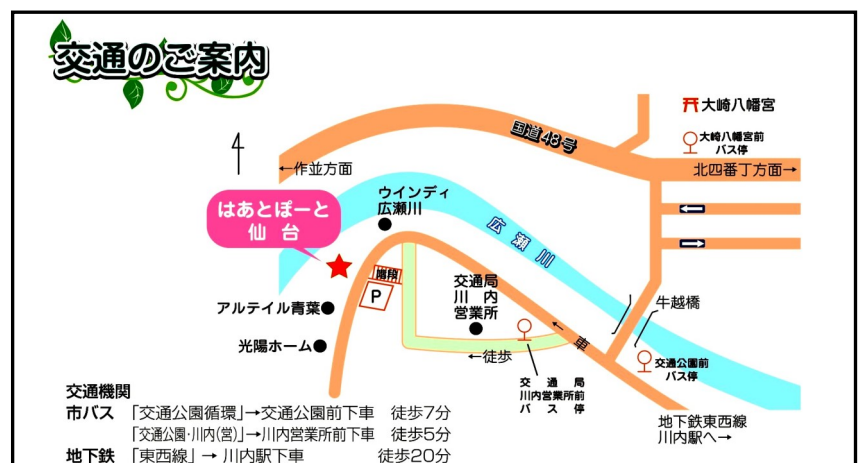 交通のご案内
大崎八幡宮
国道48号
大崎八幡宮前
バス停
←作並方面
北四番丁方面→
はあとぽーと
仙台
ウインディ
広瀬川
広瀬川
階段
P
交通局
川内
営業所
アルテイル青葉
牛越橋
光陽ホーム
←車
←徒歩
交通公園前
バス停
交通局
川内営業所前
バス停
地下鉄東西線
川内駅へ→
交通機関
市バス 「交通公園循環」→交通公園前下車 徒歩7分
「交通公園・川内(営)」→川内営業所前下車 徒歩5分
地下鉄 「東西線」→ 川内駅下車 徒歩20分